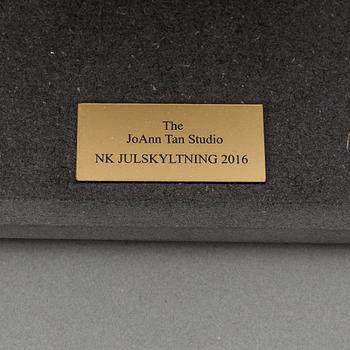 The
JoAnn Tan Studio
NK JULSKYLTNING 2016